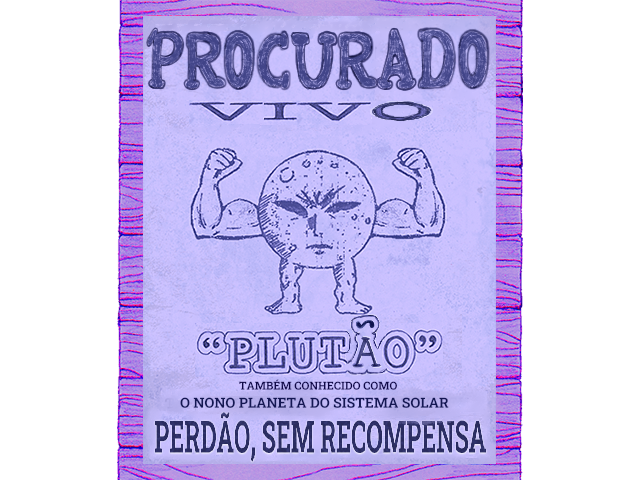 PROCURADO
VIVO
“PLUTÃO”
TAMBÉM CONHECIDO COMO
O NONO PLANETA DO SISTEMA SOLAR
PERDÃO, SEM RECOMPENSA